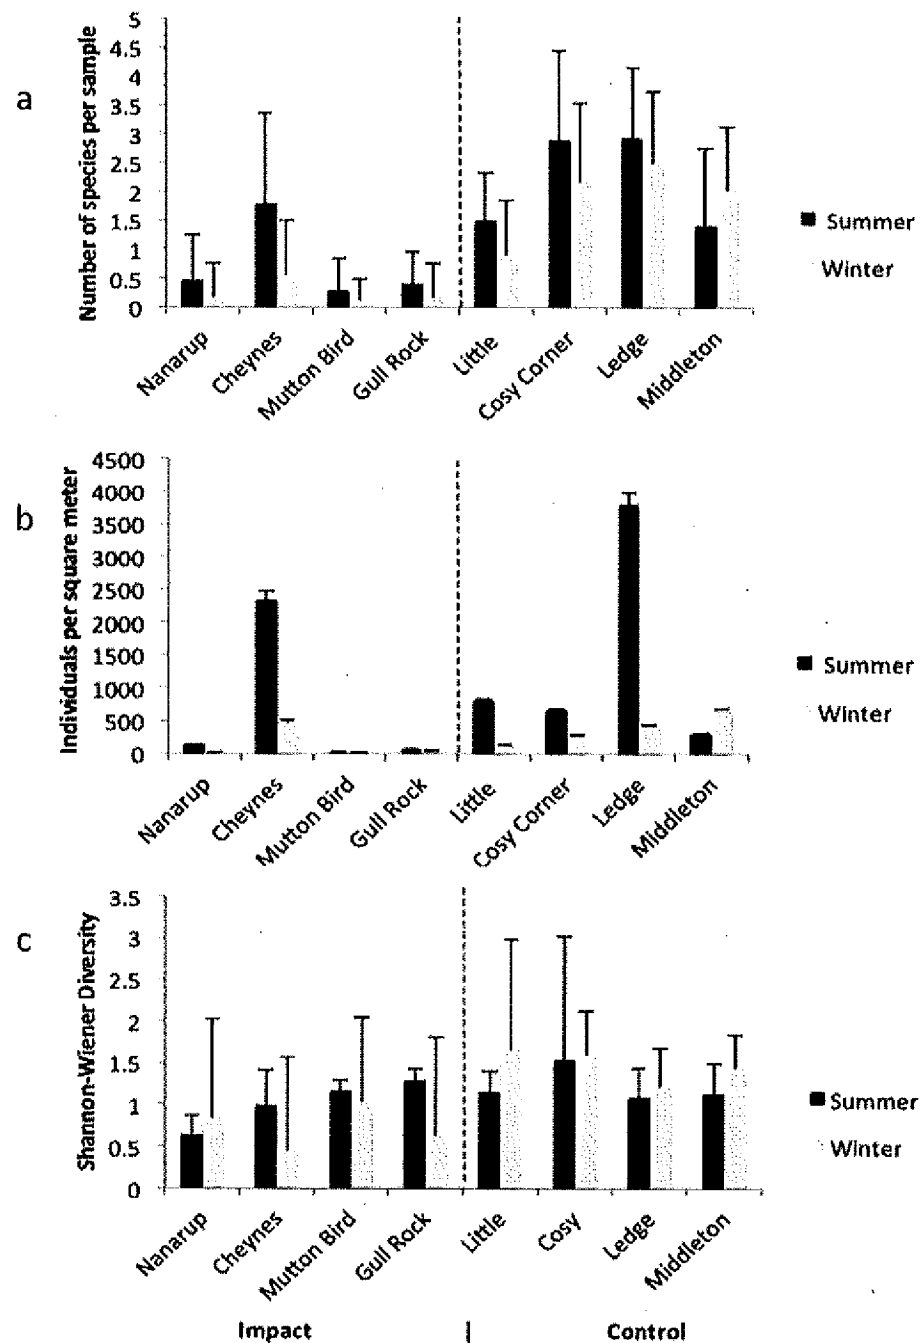 a
Number of species per sample
5
4.5
4
3.5
3
2.5
2
1.5
1
0.5
0
Nanarup
Cheynes
Mutton Bird
Gull Rock
Little
Cosy Corner
Ledge
Middleton
Summer
Winter
b
Individuals per square meter
4500
4000
3500
3000
2500
2000
1500
1000
500
0
Nanarup
Cheynes
Mutton Bird
Gull Rock
Little
Cosy Corner
Ledge
Middleton
Summer
Winter
c
Shannon-Wiener Diversity
3.5
3
2.5
2
1.5
1
0.5
0
Nanarup
Cheynes
Mutton Bird
Gull Rock
Little
Cosy
Ledge
Middleton
Summer
Winter
Impact | Control